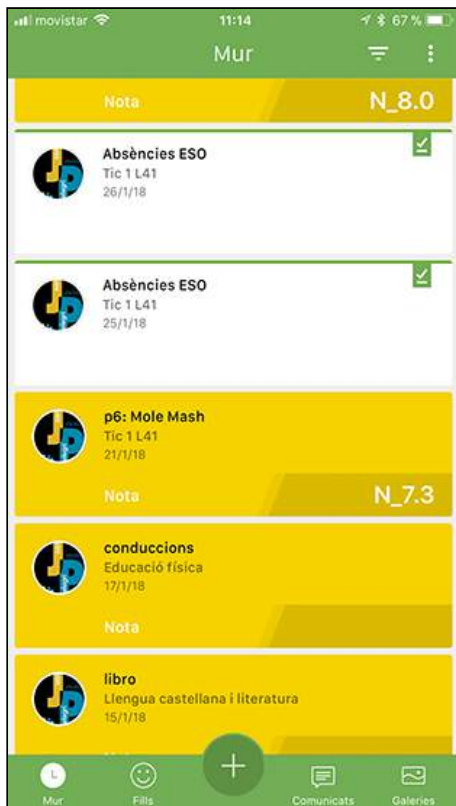 movistar 11:14 67 %
Mur
Nota N_8.0
Absències ESO
Tic 1 L41
26/1/18
Absències ESO
Tic 1 L41
25/1/18
p6: Mole Mash
Tic 1 L41
21/1/18
Nota N_7.3
conduccions
Educació física
17/1/18
Nota
libro
Llengua castellana i literatura
15/1/18
Mur Fills + Comunicats Galeries